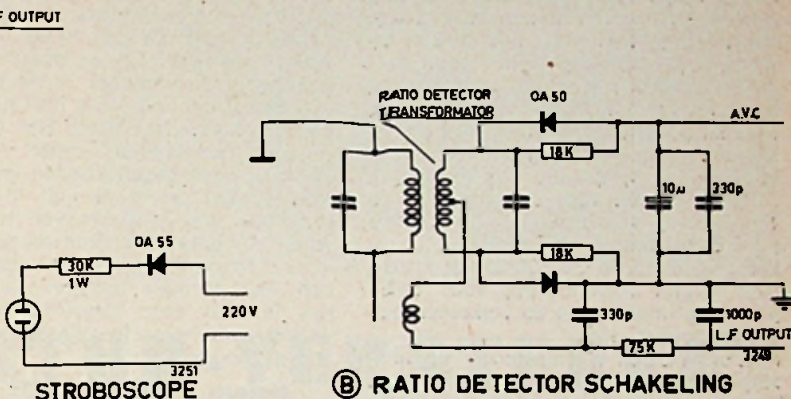 F OUTPUT
RATIO DETECTOR
TRANSFORMATOR
OA 50
A.V.C
18K
10µ
330p
18K
OA 55
30K
1W
220 V
330p
1000p
L.F OUTPUT
75K
3249
3251
STROBOSCOPE
B RATIO DETECTOR SCHAKELING